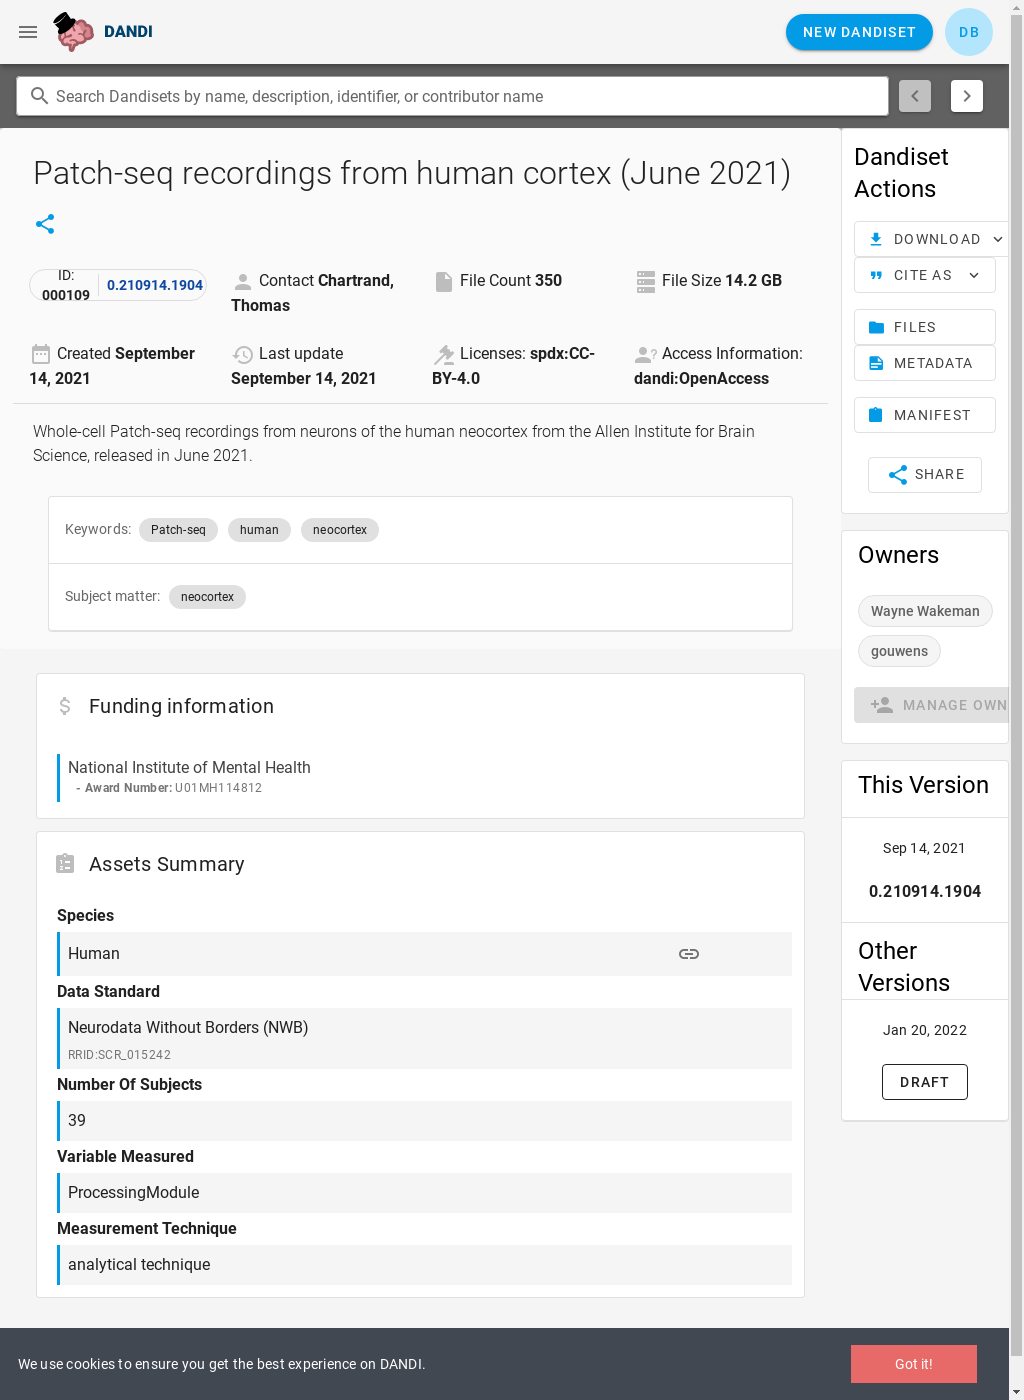 DANDI
NEW DANDISET
DB
Search Dandisets by name, description, identifier, or contributor name
Patch-seq recordings from human cortex (June 2021)
ID:
000109
0.210914.1904
Contact Chartrand,
Thomas
File Count 350
File Size 14.2 GB
Created September
14, 2021
Last update
September 14, 2021
Licenses: spdx:CC-
BY-4.0
Access Information:
dandi:OpenAccess
Whole-cell Patch-seq recordings from neurons of the human neocortex from the Allen Institute for Brain
Science, released in June 2021.
Keywords: Patch-seq human neocortex
Subject matter: neocortex
Funding information
National Institute of Mental Health
- Award Number: U01MH114812
Assets Summary
Species
Human
Data Standard
Neurodata Without Borders (NWB)
RRID:SCR_015242
Number Of Subjects
39
Variable Measured
ProcessingModule
Measurement Technique
analytical technique
Dandiset
Actions
DOWNLOAD
CITE AS
FILES
METADATA
MANIFEST
SHARE
Owners
Wayne Wakeman
gouwens
MANAGE OWN
This Version
Sep 14, 2021
0.210914.1904
Other
Versions
Jan 20, 2022
DRAFT
We use cookies to ensure you get the best experience on DANDI.
Got it!